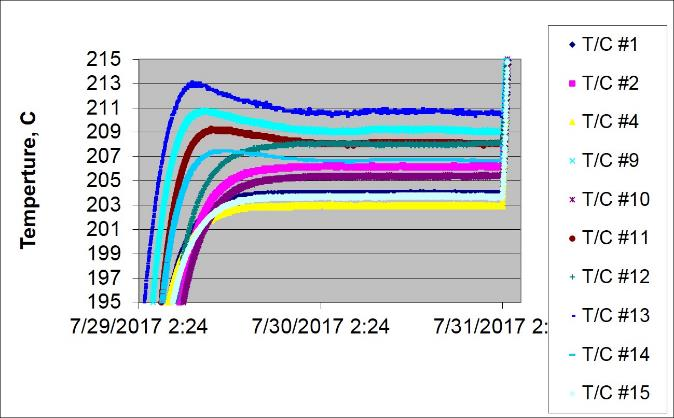 Temperture, C
215
213
211
209
207
205
203
201
199
197
195
7/29/2017 2:24 7/30/2017 2:24 7/31/2017 2:
T/C #1
T/C #2
T/C #4
T/C #9
T/C #10
T/C #11
T/C #12
T/C #13
T/C #14
T/C #15